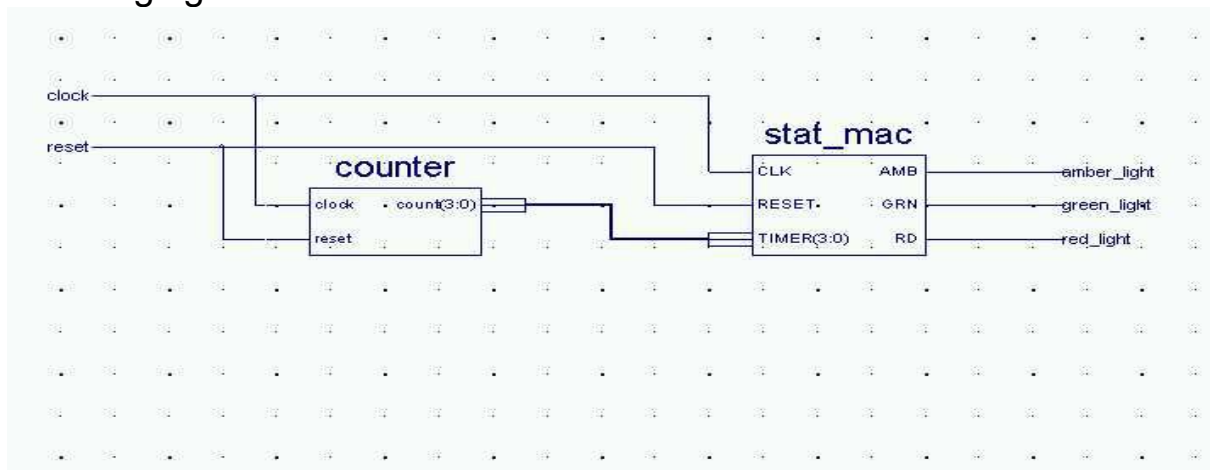 clock
reset
counter
clock count(3:0)
reset
staf_mac
CLK AMB
RESET GRN
TIMER(3:0) RD
amber_light
green_light
red_light